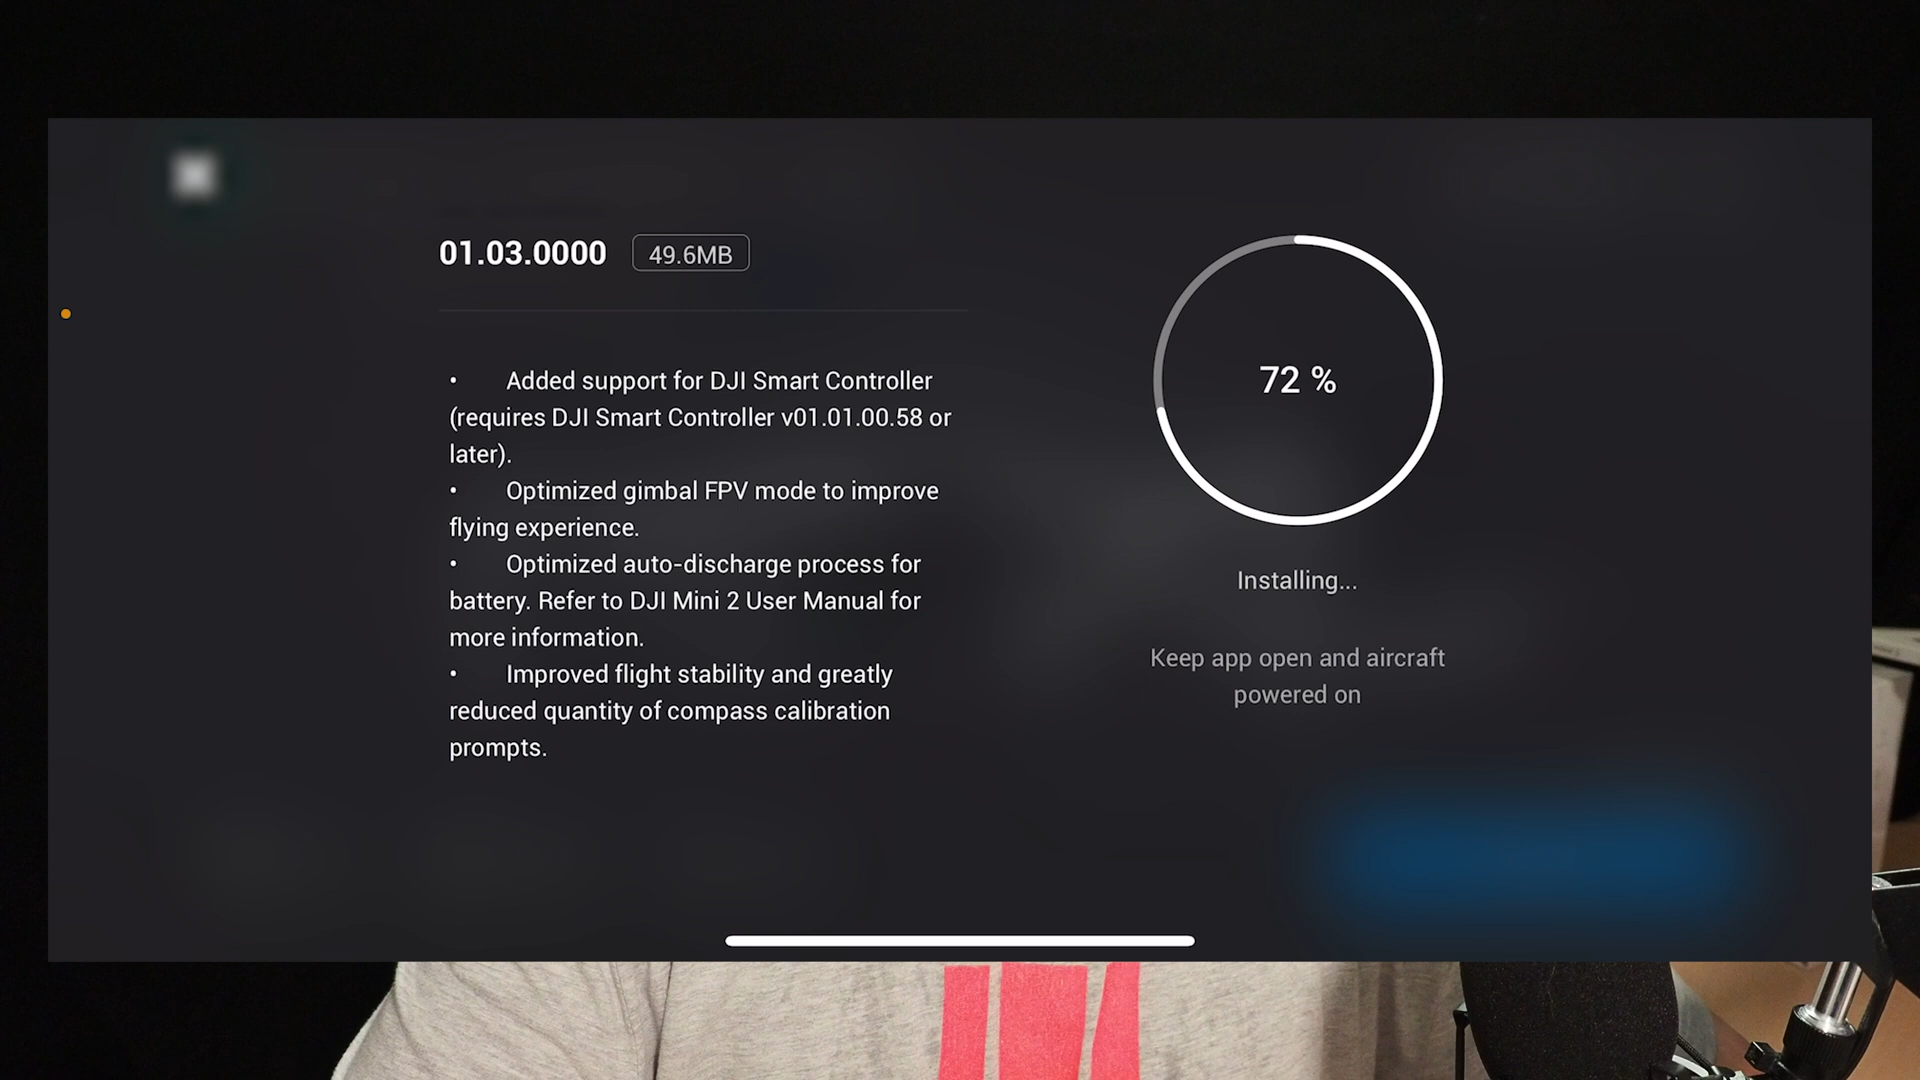 01.03.0000 49.6MB
• Added support for DJI Smart Controller
(requires DJI Smart Controller v01.01.00.58 or
later).
• Optimized gimbal FPV mode to improve
flying experience.
• Optimized auto-discharge process for
battery. Refer to DJI Mini 2 User Manual for
more information.
• Improved flight stability and greatly
reduced quantity of compass calibration
prompts.
72 %
Installing...
Keep app open and aircraft
powered on